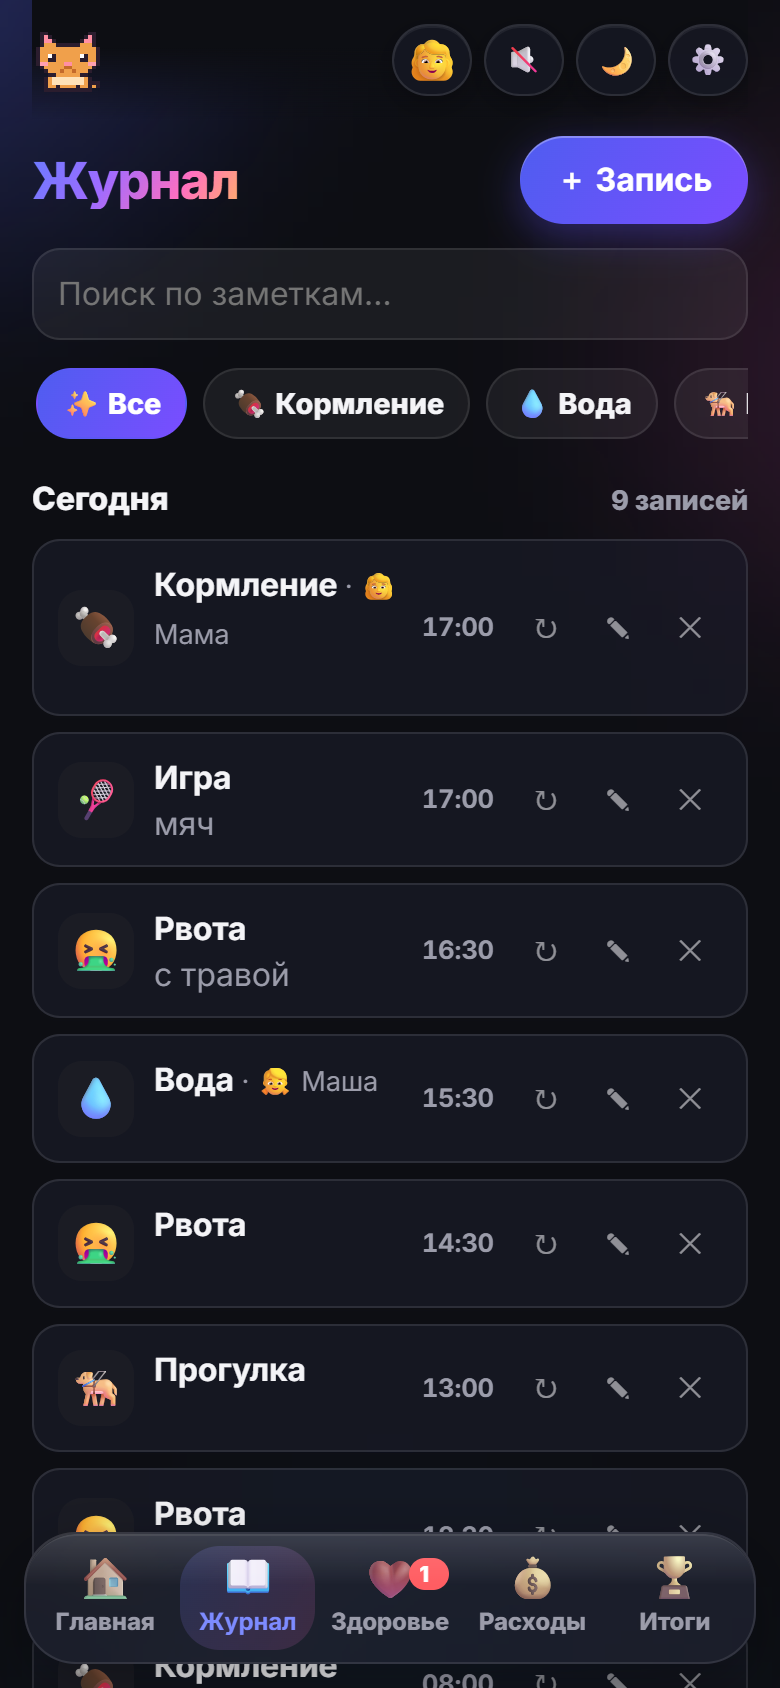 Журнал
+ Запись
Поиск по заметкам...
Все
Кормление
Вода
Сегодня
9 записей
Кормление ·
Мама
17:00
Игра
мяч
17:00
Рвота
с травой
16:30
Вода · Маша
15:30
Рвота
14:30
Прогулка
13:00
Рвота
1
Главная
Журнал
Здоровье
Расходы
Итоги
Кормление
08:00